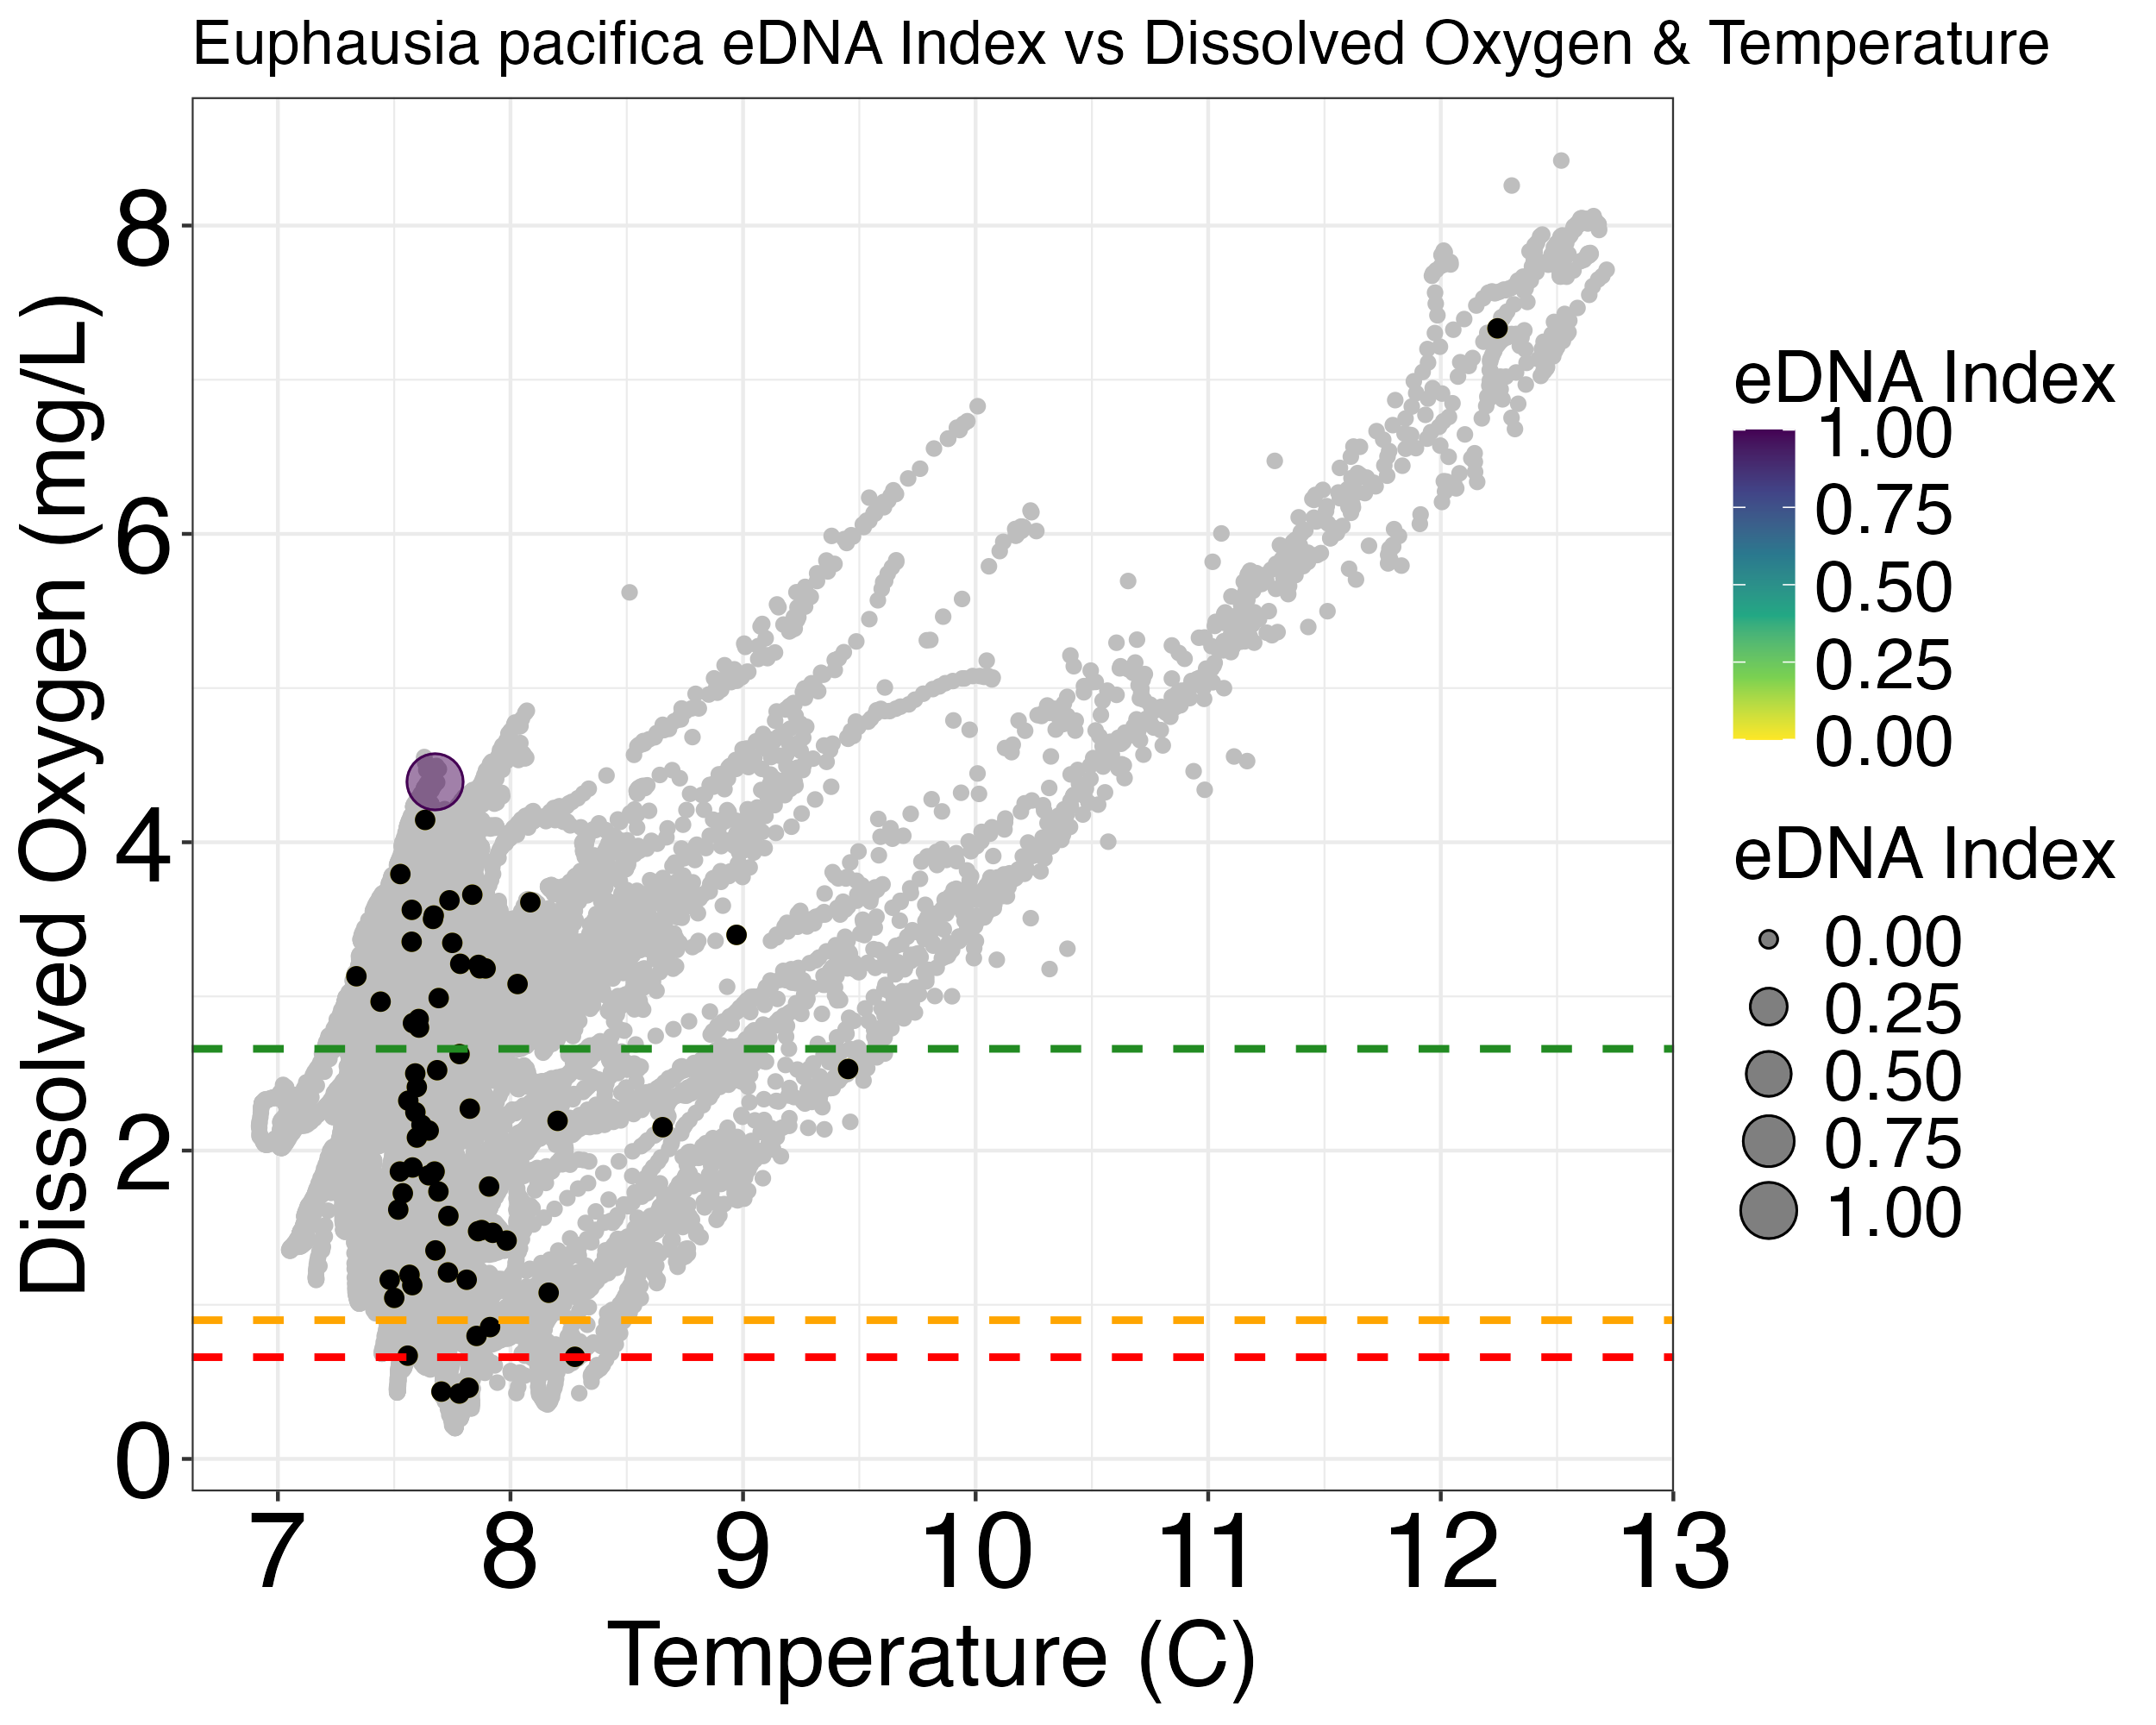 Euphausia pacifica eDNA Index vs Dissolved Oxygen & Temperature
Dissolved Oxygen (mg/L)
8
6
4
2
0
7 8 9 10 11 12 13
Temperature (C)
eDNA Index
1.00
0.75
0.50
0.25
0.00
eDNA Index
0.00
0.25
0.50
0.75
1.00